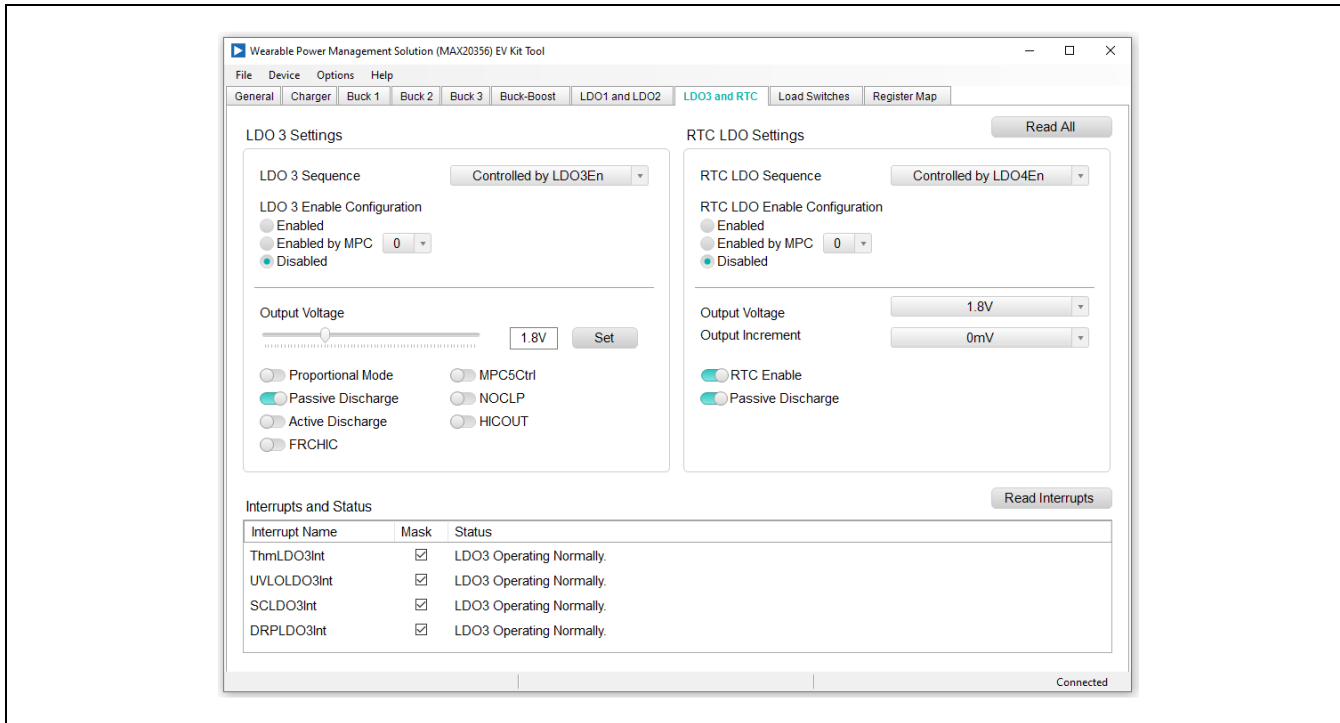 Wearable Power Management Solution (MAX20356) EV Kit Tool
File Device Options Help
General Charger Buck 1 Buck 2 Buck 3 Buck-Boost LDO1 and LDO2 LDO3 and RTC Load Switches Register Map
Read All
LDO 3 Settings
LDO 3 Sequence Controlled by LDO3En
LDO 3 Enable Configuration
Enabled
Enabled by MPC 0
Disabled
Output Voltage
1.8V Set
Proportional Mode MPC5Ctrl
Passive Discharge NOCLP
Active Discharge HICOUT
FRCHIC
RTC LDO Settings
RTC LDO Sequence Controlled by LDO4En
RTC LDO Enable Configuration
Enabled
Enabled by MPC 0
Disabled
Output Voltage 1.8V
Output Increment 0mV
RTC Enable
Passive Discharge
Interrupts and Status
Read Interrupts
Interrupt Name Mask Status
ThmLDO3Int LDO3 Operating Normally.
UVLOLDO3Int LDO3 Operating Normally.
SCLDO3Int LDO3 Operating Normally.
DRPLDO3Int LDO3 Operating Normally.
Connected